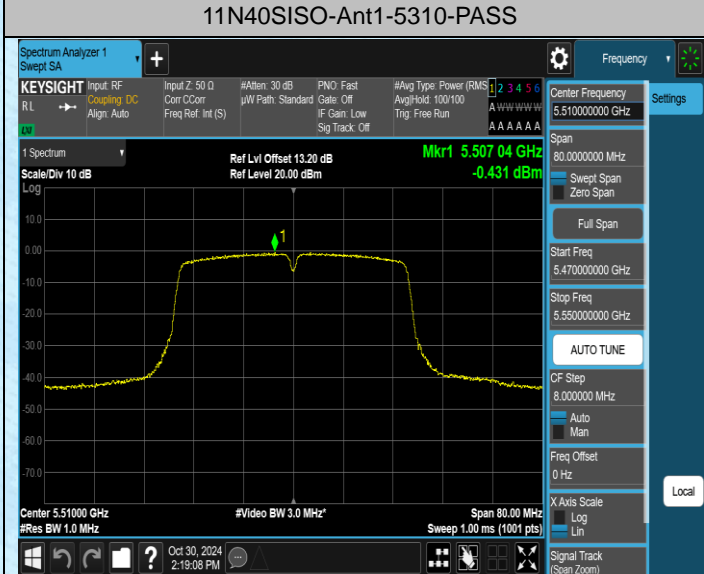 11N40SISO-Ant1-5310-PASS
Spectrum Analyzer 1
Swept SA
Frequency
KEYSIGHT
RL
LXI
Input: RF
Coupling: DC
Align: Auto
Input Z: 50 Ω
Corr CCorr
Freq Ref: Int (S)
#Atten: 30 dB
µW Path: Standard
PNO: Fast
Gate: Off
IF Gain: Low
Sig Track: Off
#Avg Type: Power (RMS
Avg|Hold: 100/100
Trig: Free Run
1 2 3 4 5 6
A W W W W W
A A A A A A
1 Spectrum
Scale/Div 10 dB
Ref Lvl Offset 13.20 dB
Ref Level 20.00 dBm
Mkr1 5.507 04 GHz
-0.431 dBm
Log
10.0
0.00
-10.0
-20.0
-30.0
-40.0
-50.0
-60.0
-70.0
1
Center 5.51000 GHz
#Res BW 1.0 MHz
#Video BW 3.0 MHz*
Span 80.00 MHz
Sweep 1.00 ms (1001 pts)
Oct 30, 2024
2:19:08 PM
Center Frequency
5.510000000 GHz
Span
80.0000000 MHz
Swept Span
Zero Span
Full Span
Start Freq
5.470000000 GHz
Stop Freq
5.550000000 GHz
AUTO TUNE
CF Step
8.000000 MHz
Auto
Man
Freq Offset
0 Hz
X Axis Scale
Log
Lin
Signal Track
(Span Zoom)
Settings
Local